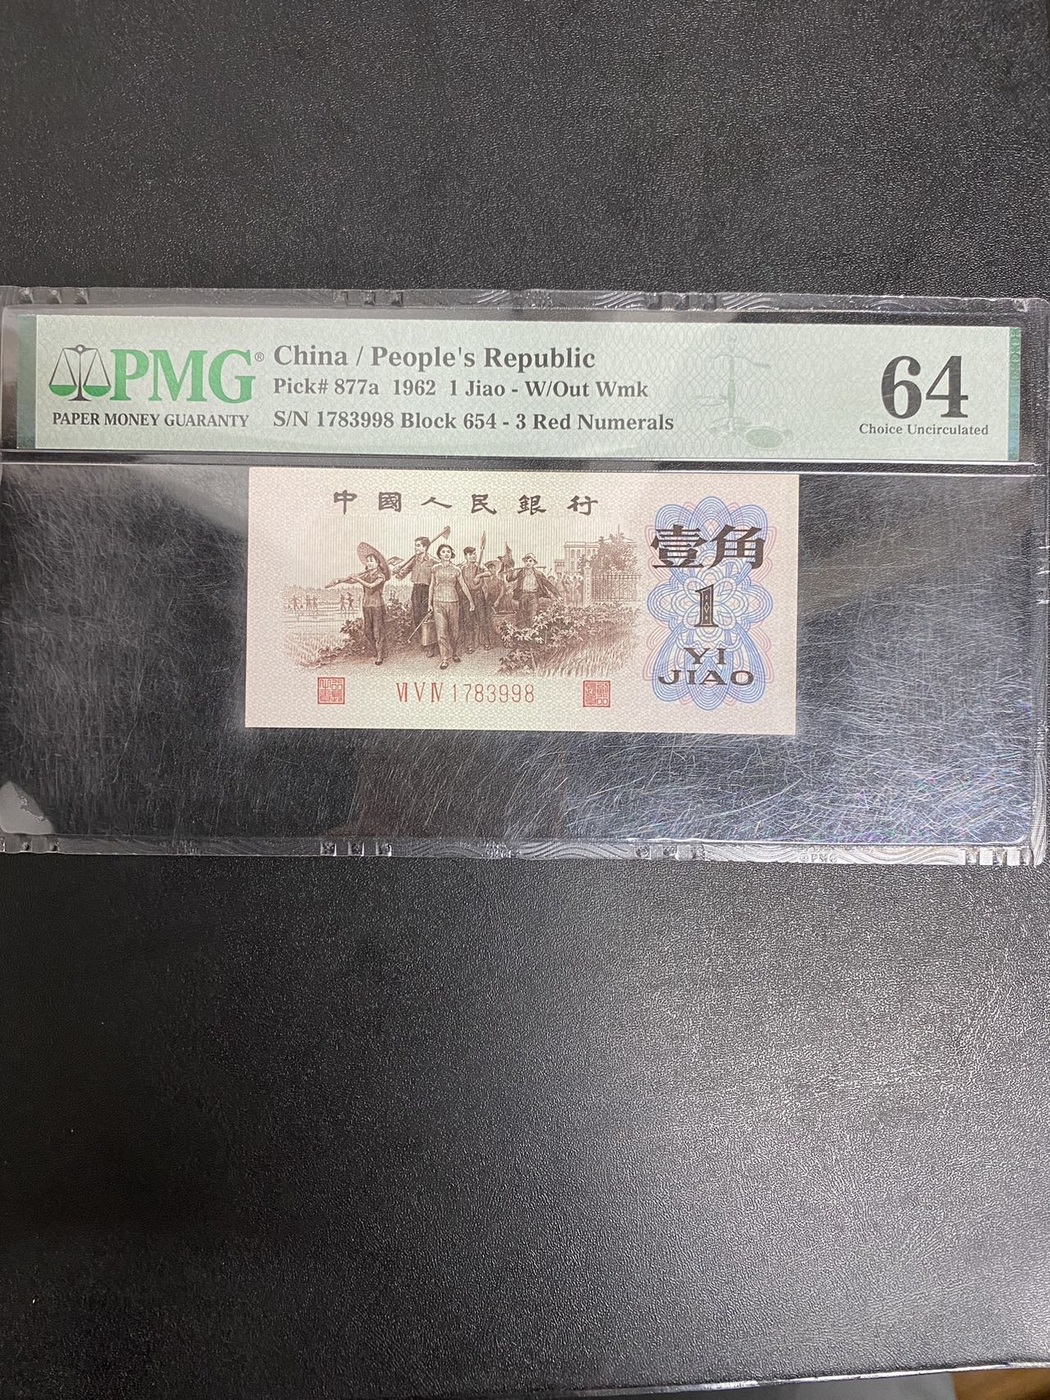 PMG®
PAPER MONEY GUARANTY
China / People's Republic
Pick# 877a 1962 1 Jiao - W/Out Wmk
S/N 1783998 Block 654 - 3 Red Numerals
64
Choice Uncirculated
中國人民銀行
壹角
1
YI
JIAO
ⅥⅤⅣ 1783998